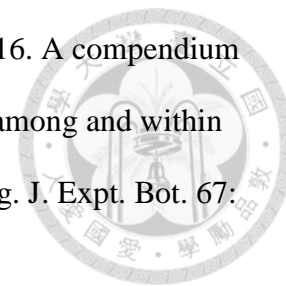 16. A compendium
among and within
g. J. Expt. Bot. 67: